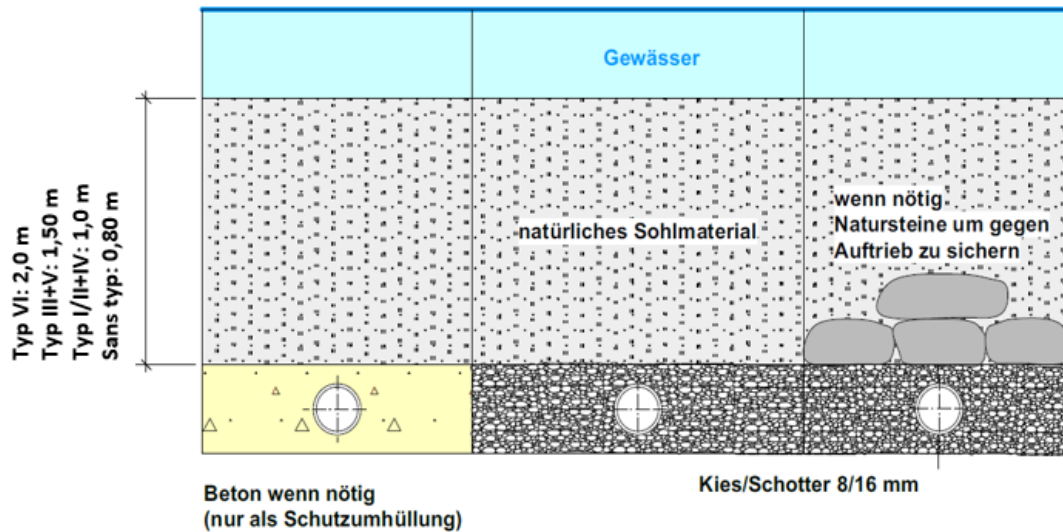 Gewässer
Typ VI: 2,0 m
Typ III+V: 1,50 m
Typ I/II+IV: 1,0 m
Sans typ: 0,80 m
natürliches Sohlmaterial
wenn nötig
Natursteine um gegen
Auftrieb zu sichern
Beton wenn nötig
(nur als Schutzumhüllung)
Kies/Schotter 8/16 mm